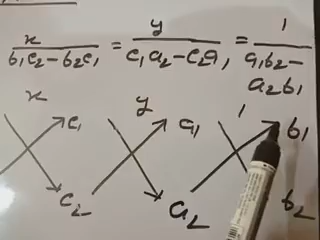 x/(b₁c₂-b₂c₁) = y/(c₁a₂-c₂a₁) = 1/(a₁b₂-a₂b₁)
x y 1
c₁ a₁ b₁
c₂ a₂ b₂